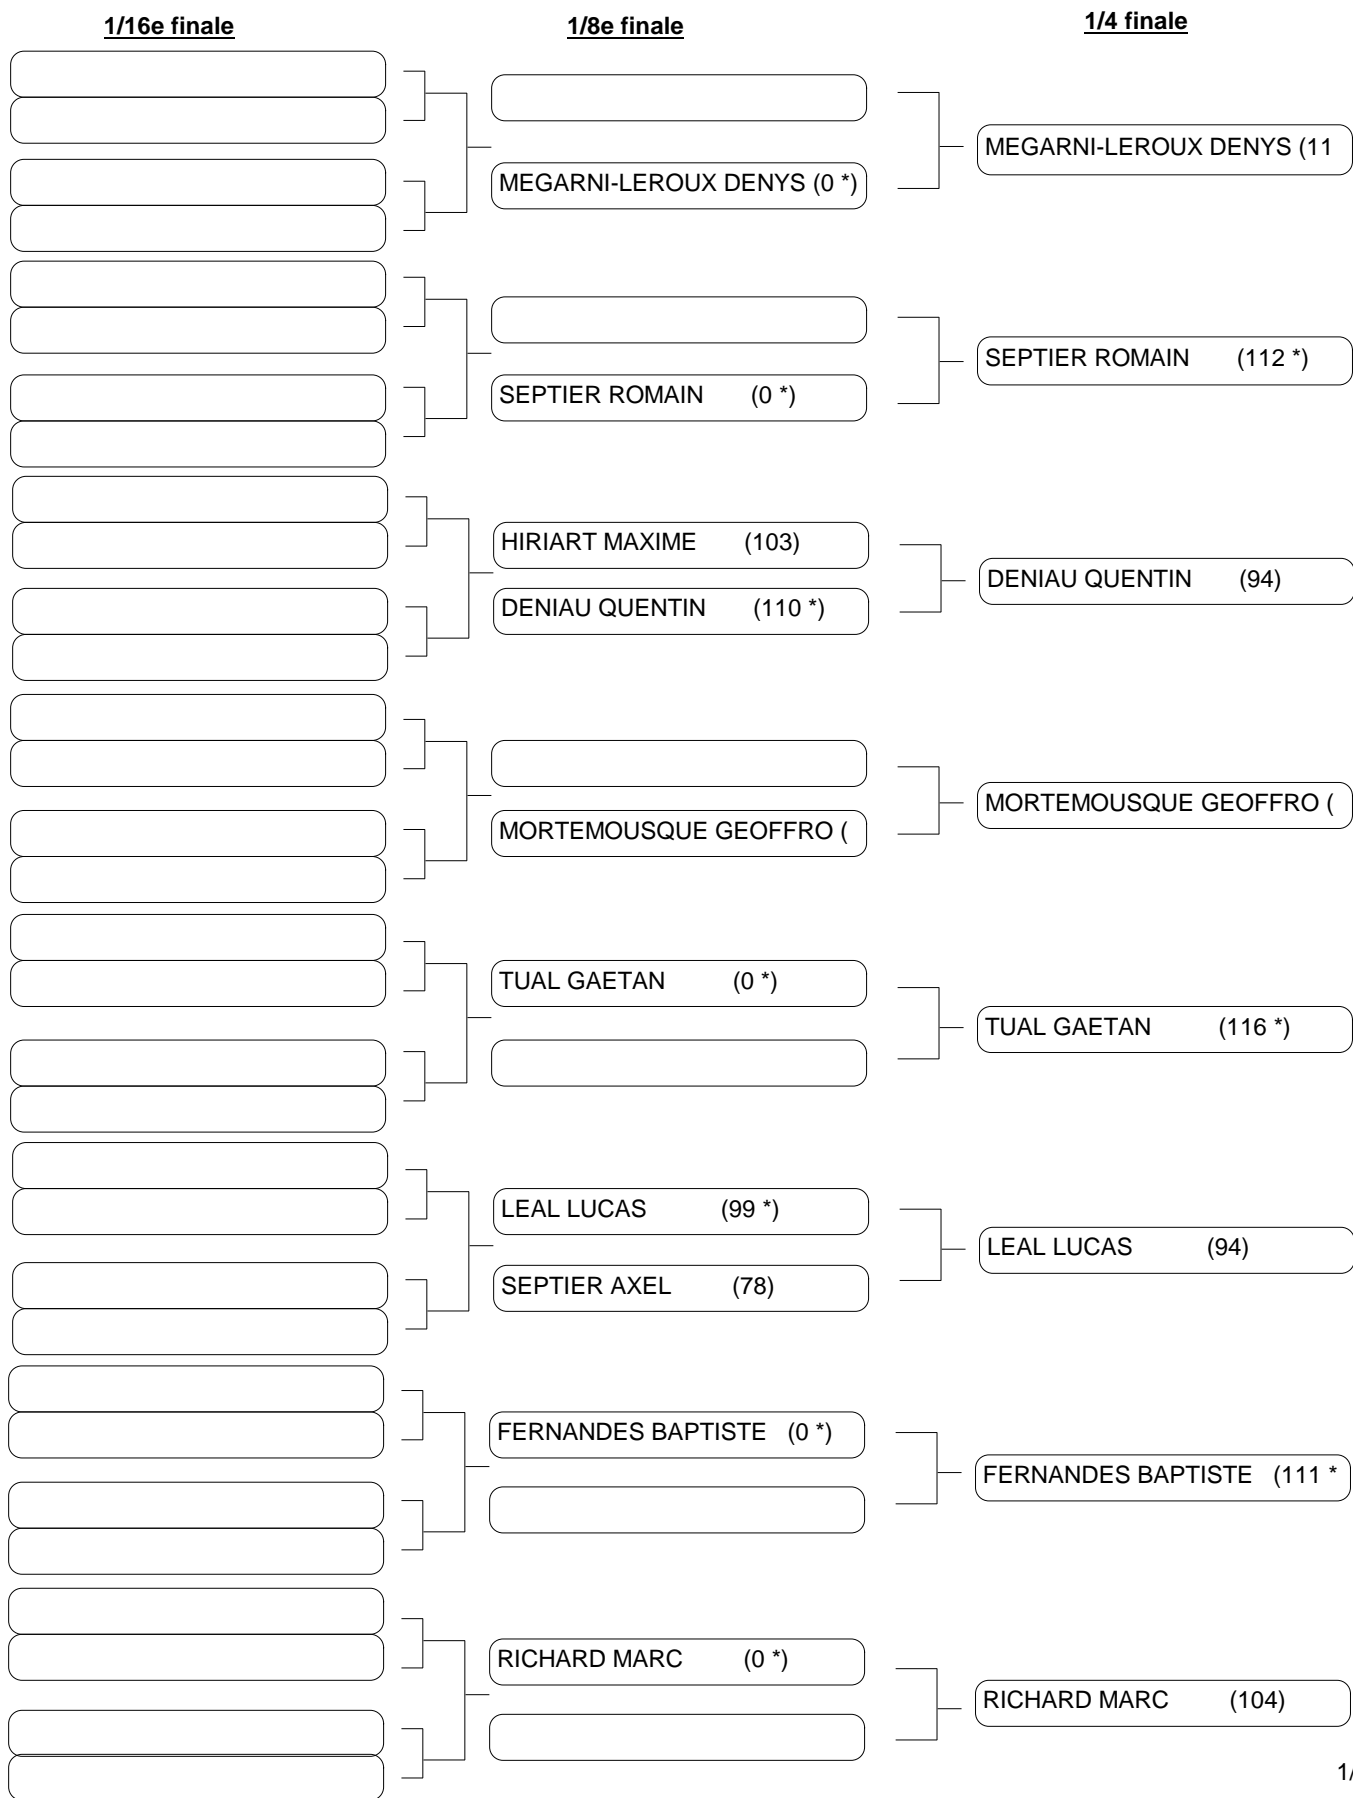 1/16e finale
1/8e finale
1/4 finale
MEGARNI-LEROUX DENYS (0 *)
MEGARNI-LEROUX DENYS (11
SEPTIER ROMAIN (0 *)
SEPTIER ROMAIN (112 *)
HIRIART MAXIME (103)
DENIAU QUENTIN (110 *)
DENIAU QUENTIN (94)
MORTEMOUSQUE GEOFFRO (
MORTEMOUSQUE GEOFFRO (
TUAL GAETAN (0 *)
TUAL GAETAN (116 *)
LEAL LUCAS (99 *)
SEPTIER AXEL (78)
LEAL LUCAS (94)
FERNANDES BAPTISTE (0 *)
FERNANDES BAPTISTE (111 *
RICHARD MARC (0 *)
RICHARD MARC (104)
1/